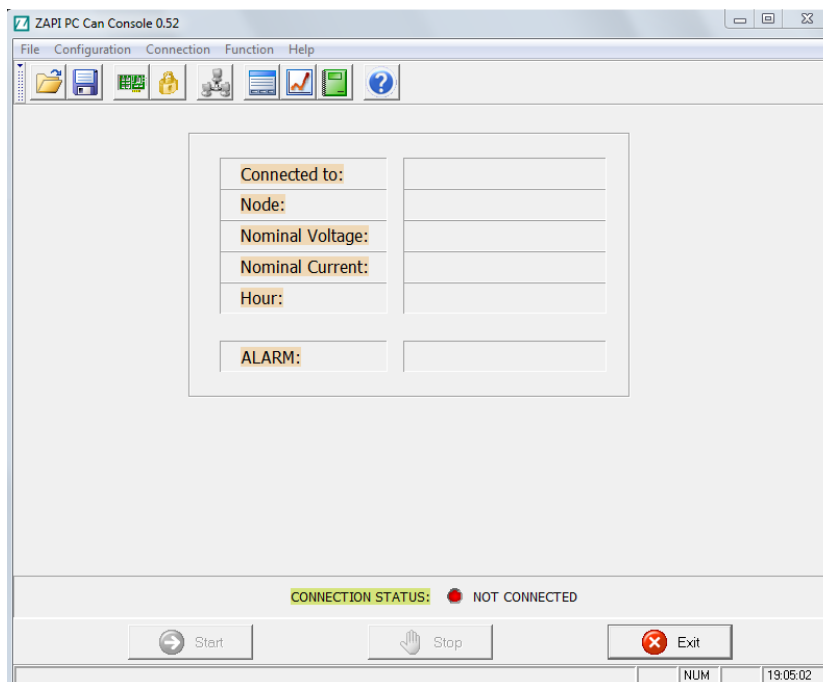 ZAPI PC Can Console 0.52
File Configuration Connection Function Help
Connected to:
Node:
Nominal Voltage:
Nominal Current:
Hour:
ALARM:
CONNECTION STATUS: NOT CONNECTED
Start Stop Exit
NUM 19:05:02